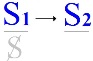 S1 → S2
$